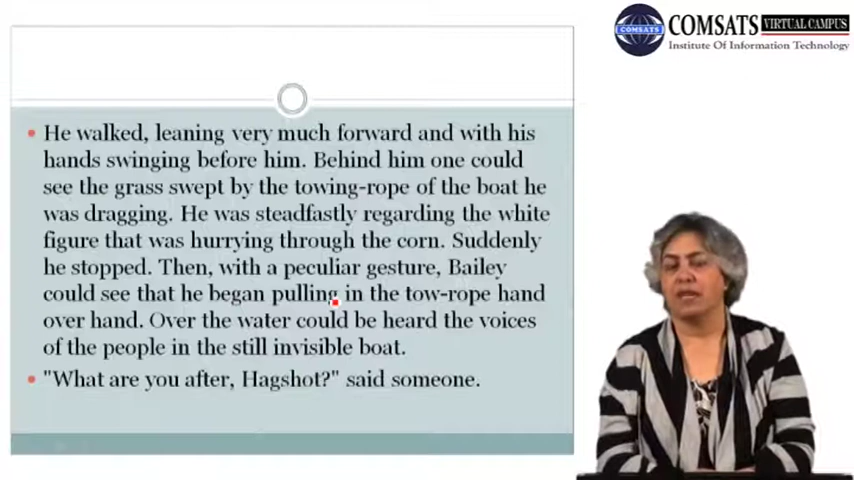 COMSATS VIRTUAL CAMPUS
COMSATS
Institute Of Information Technology
He walked, leaning very much forward and with his
hands swinging before him. Behind him one could
see the grass swept by the towing-rope of the boat he
was dragging. He was steadfastly regarding the white
figure that was hurrying through the corn. Suddenly
he stopped. Then, with a peculiar gesture, Bailey
could see that he began pulling in the tow-rope hand
over hand. Over the water could be heard the voices
of the people in the still invisible boat.
"What are you after, Hagshot?" said someone.